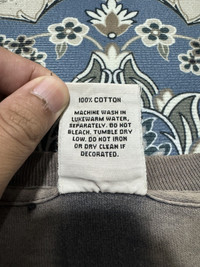 100% COTTON
MACHINE WASH IN
LUKEWARM WATER,
SEPARATELY. DO NOT
BLEACH. TUMBLE DRY
LOW. DO NOT IRON
OR DRY CLEAN IF
DECORATED.